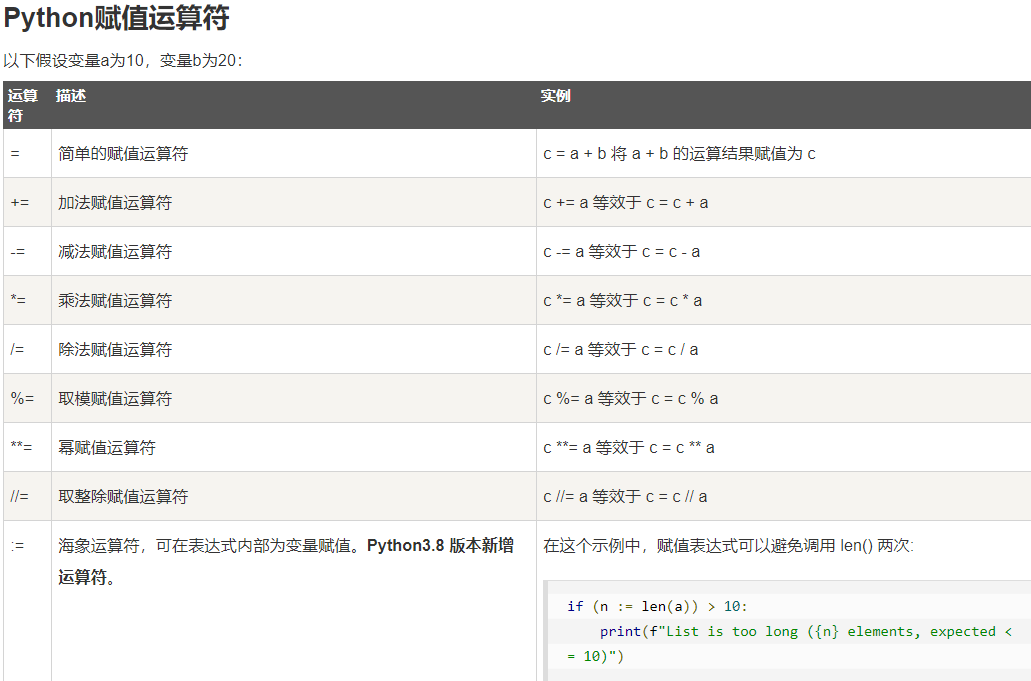 Python赋值运算符
以下假设变量a为10，变量b为20：
运算
符
描述
实例
=
简单的赋值运算符
c = a + b 将 a + b 的运算结果赋值为 c
+=
加法赋值运算符
c += a 等效于 c = c + a
-=
减法赋值运算符
c -= a 等效于 c = c - a
*=
乘法赋值运算符
c *= a 等效于 c = c * a
/=
除法赋值运算符
c /= a 等效于 c = c / a
%=
取模赋值运算符
c %= a 等效于 c = c % a
**=
幂赋值运算符
c **= a 等效于 c = c ** a
//=
取整除赋值运算符
c //= a 等效于 c = c // a
:=
海象运算符，可在表达式内部为变量赋值。Python3.8 版本新增
运算符。
在这个示例中，赋值表达式可以避免调用 len() 两次:
if (n := len(a)) > 10:
    print(f"List is too long ({n} elements, expected <
= 10)")